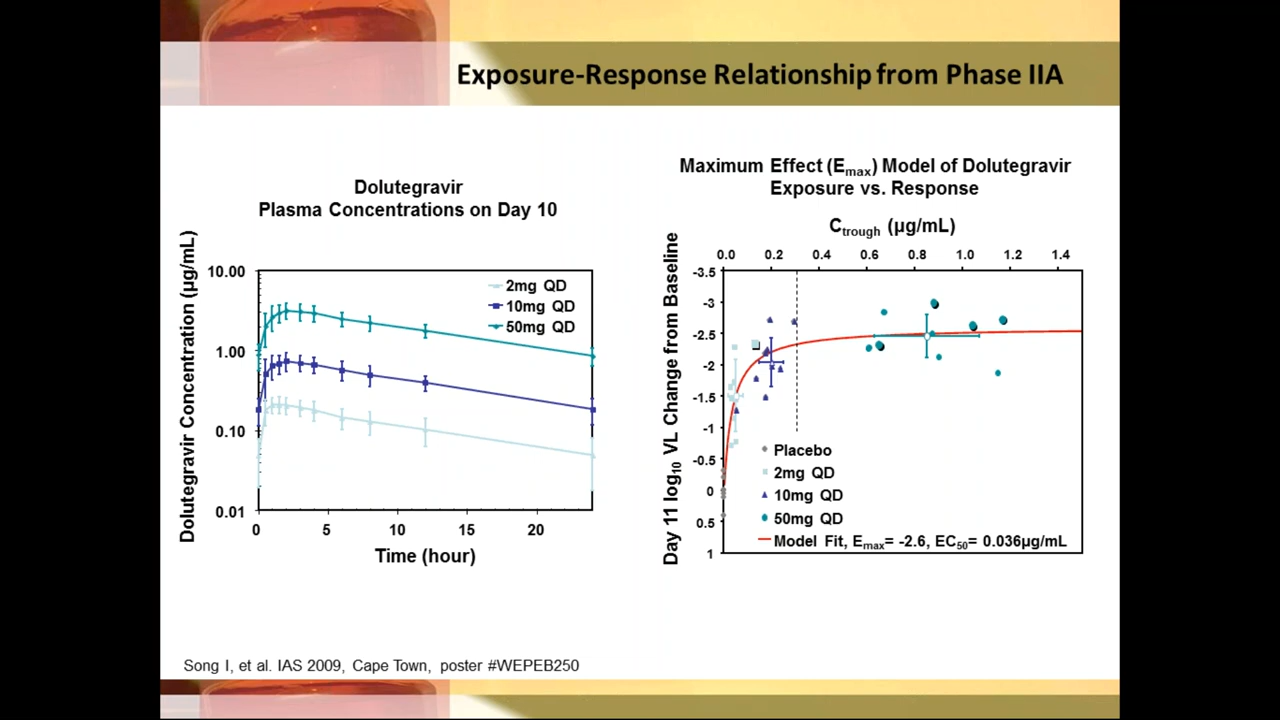 Exposure-Response Relationship from Phase IIA
Dolutegravir
Plasma Concentrations on Day 10
Dolutegravir Concentration (µg/mL)
10.00
1.00
0.10
0.01
2mg QD
10mg QD
50mg QD
0 5 10 15 20
Time (hour)
Maximum Effect (Emax) Model of Dolutegravir
Exposure vs. Response
Ctrough (µg/mL)
0.0 0.2 0.4 0.6 0.8 1.0 1.2 1.4
Day 11 log10 VL Change from Baseline
-3.5
-3
-2.5
-2
-1.5
-1
-0.5
0
0.5
1
Placebo
2mg QD
10mg QD
50mg QD
Model Fit, Emax= -2.6, EC50= 0.036µg/mL
Song I, et al. IAS 2009, Cape Town, poster #WEPEB250